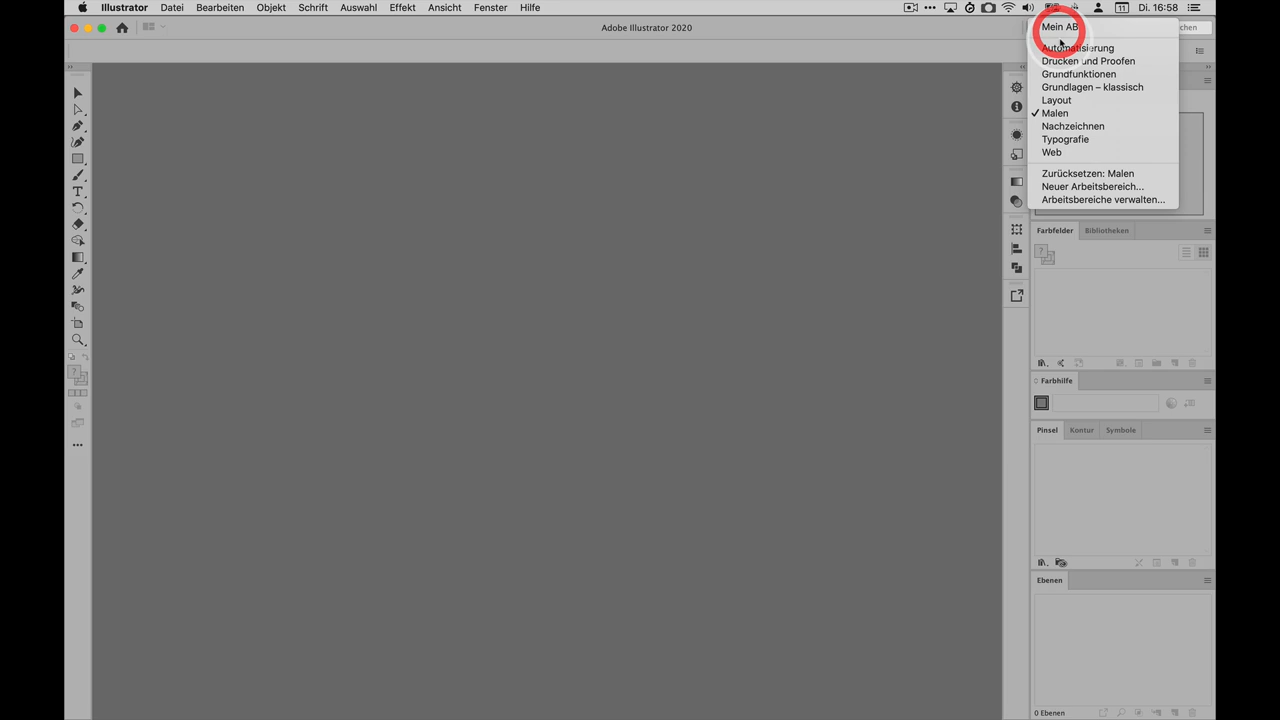 Illustrator Datei Bearbeiten Objekt Schrift Auswahl Effekt Ansicht Fenster Hilfe
11 Di. 16:58
Adobe Illustrator 2020
chen
Mein AB
Automatisierung
Drucken und Proofen
Grundfunktionen
Grundlagen – klassisch
Layout
✓ Malen
Nachzeichnen
Typografie
Web
Zurücksetzen: Malen
Neuer Arbeitsbereich...
Arbeitsbereiche verwalten...
Farbfelder Bibliotheken
?
Farbhilfe
?
Pinsel Kontur Symbole
Ebenen
0 Ebenen